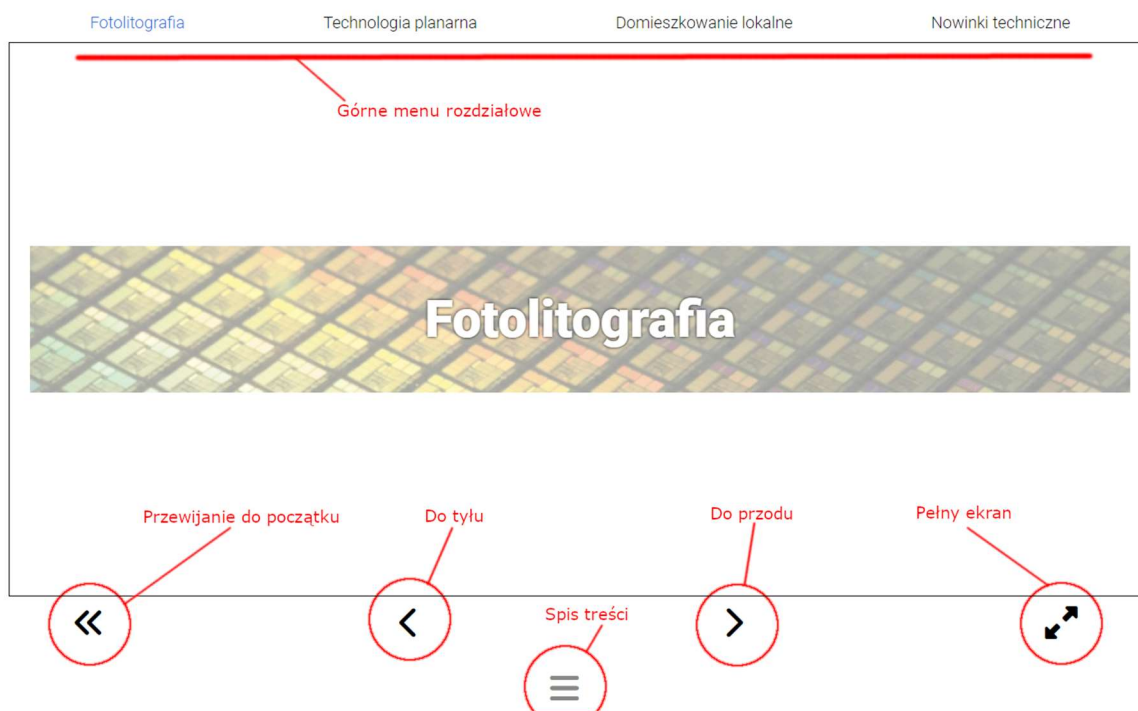 Fotolitografia
Technologia planarna
Domieszkowanie lokalne
Nowinki techniczne
Górne menu rozdziałowe
Fotolitografia
Przewijanie do początku
Do tyłu
Do przodu
Pełny ekran
Spis treści